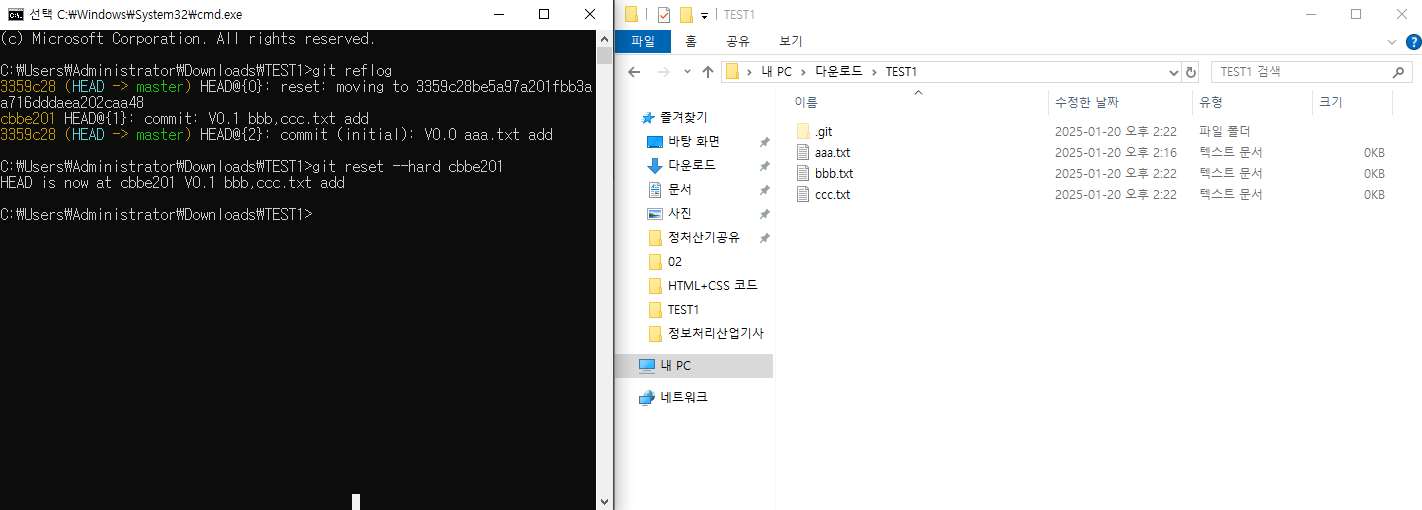 선택 C:₩Windows₩System32₩cmd.exe
(c) Microsoft Corporation. All rights reserved.
C:₩Users₩Administrator₩Downloads₩TEST1>git reflog
3359c28 (HEAD -> master) HEAD@{0}: reset: moving to 3359c28be5a97a201fbb3a
a716dddaea202caa48
cbbe201 HEAD@{1}: commit: V0.1 bbb,ccc.txt add
3359c28 (HEAD -> master) HEAD@{2}: commit (initial): V0.0 aaa.txt add
C:₩Users₩Administrator₩Downloads₩TEST1>git reset --hard cbbe201
HEAD is now at cbbe201 V0.1 bbb,ccc.txt add
C:₩Users₩Administrator₩Downloads₩TEST1>
TEST1
파일 홈 공유 보기
내 PC > 다운로드 > TEST1
TEST1 검색
즐겨찾기
바탕 화면
다운로드
문서
사진
정처산기공유
02
HTML+CSS 코드
TEST1
정보처리산업기사
내 PC
네트워크
이름 수정한 날짜 유형 크기
.git 2025-01-20 오후 2:22 파일 폴더
aaa.txt 2025-01-20 오후 2:16 텍스트 문서 0KB
bbb.txt 2025-01-20 오후 2:22 텍스트 문서 0KB
ccc.txt 2025-01-20 오후 2:22 텍스트 문서 0KB